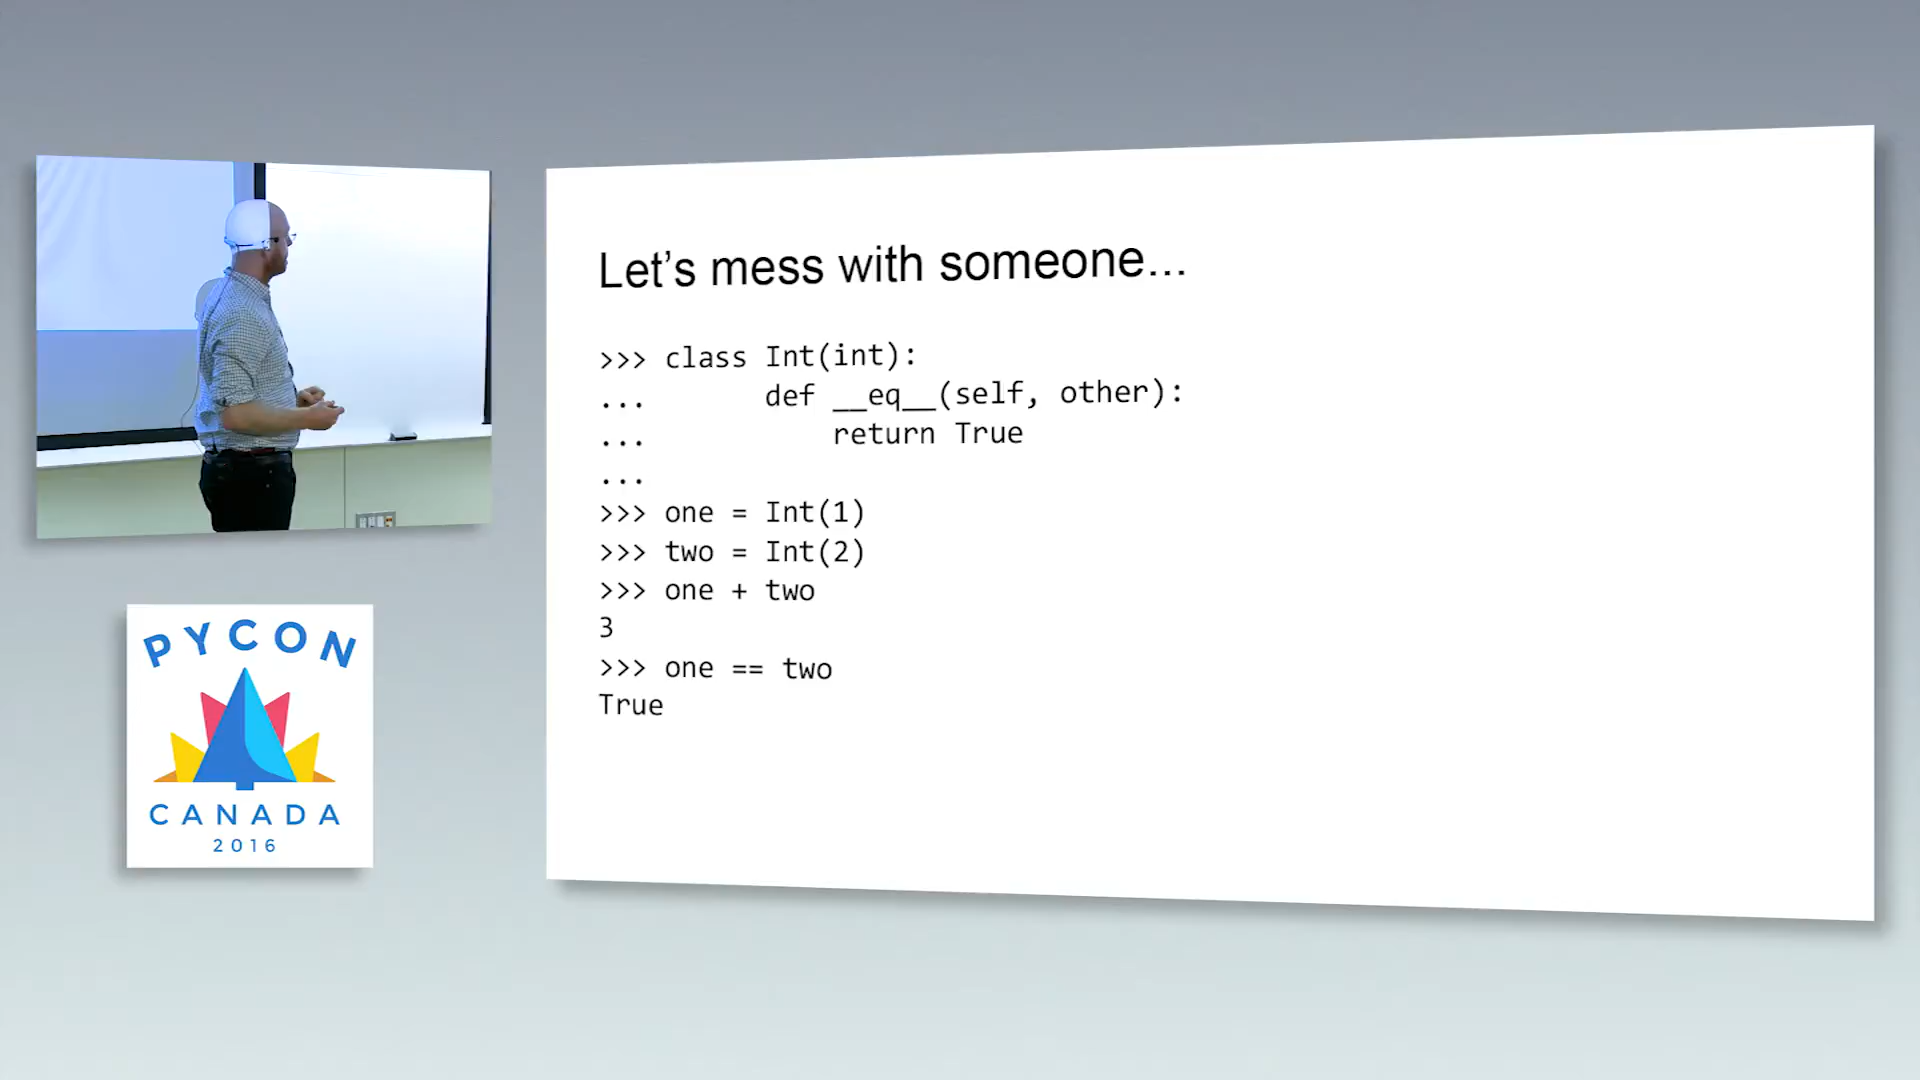 Let's mess with someone...
>>> class Int(int):
...       def __eq__(self, other):
...           return True
...
>>> one = Int(1)
>>> two = Int(2)
>>> one + two
3
>>> one == two
True
PYCON
CANADA
2016